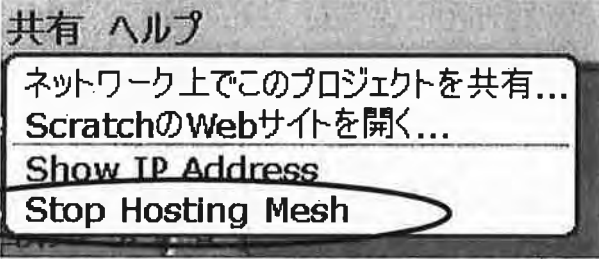 共有 ヘルプ
ネットワーク上でこのプロジェクトを共有...
ScratchのWebサイトを開く...
Show IP Address
Stop Hosting Mesh